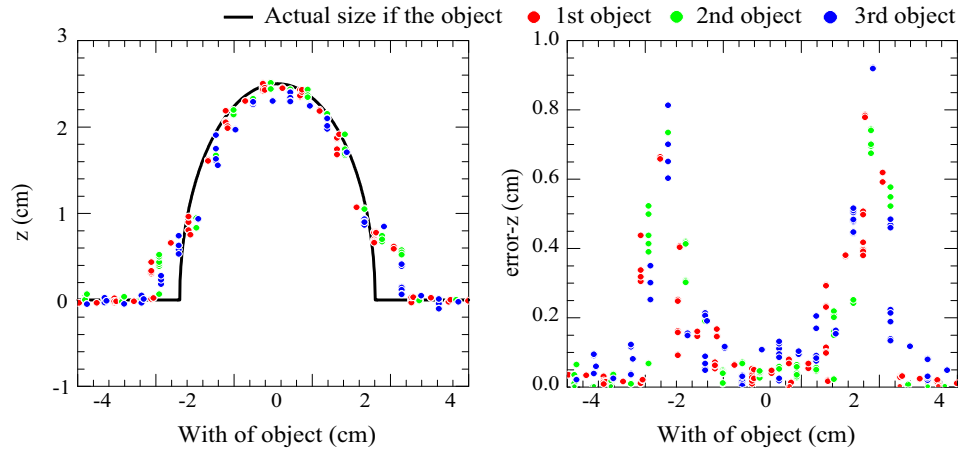 Actual size if the object 1st object 2nd object 3rd object
3
2
1
0
-1
z (cm)
-4 -2 0 2 4
With of object (cm)
1.0
0.8
0.6
0.4
0.2
0.0
error-z (cm)
-4 -2 0 2 4
With of object (cm)